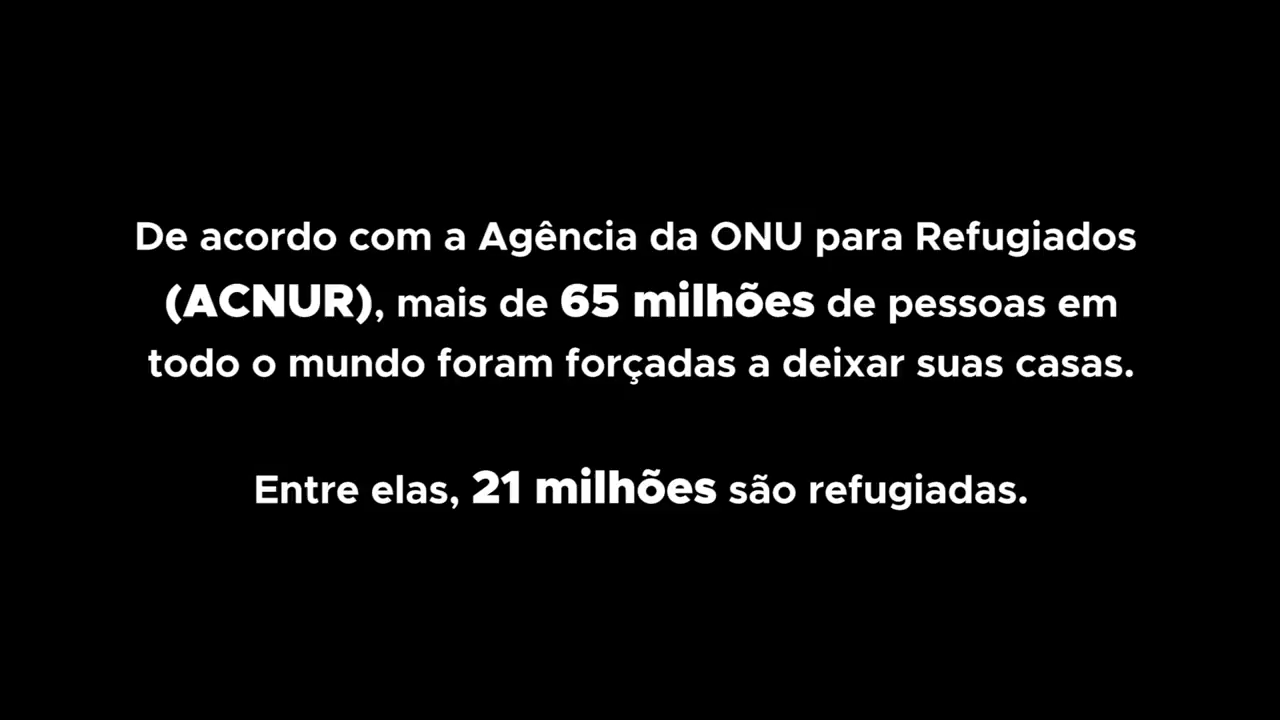 De acordo com a Agência da ONU para Refugiados
(ACNUR), mais de 65 milhões de pessoas em
todo o mundo foram forçadas a deixar suas casas.
Entre elas, 21 milhões são refugiadas.